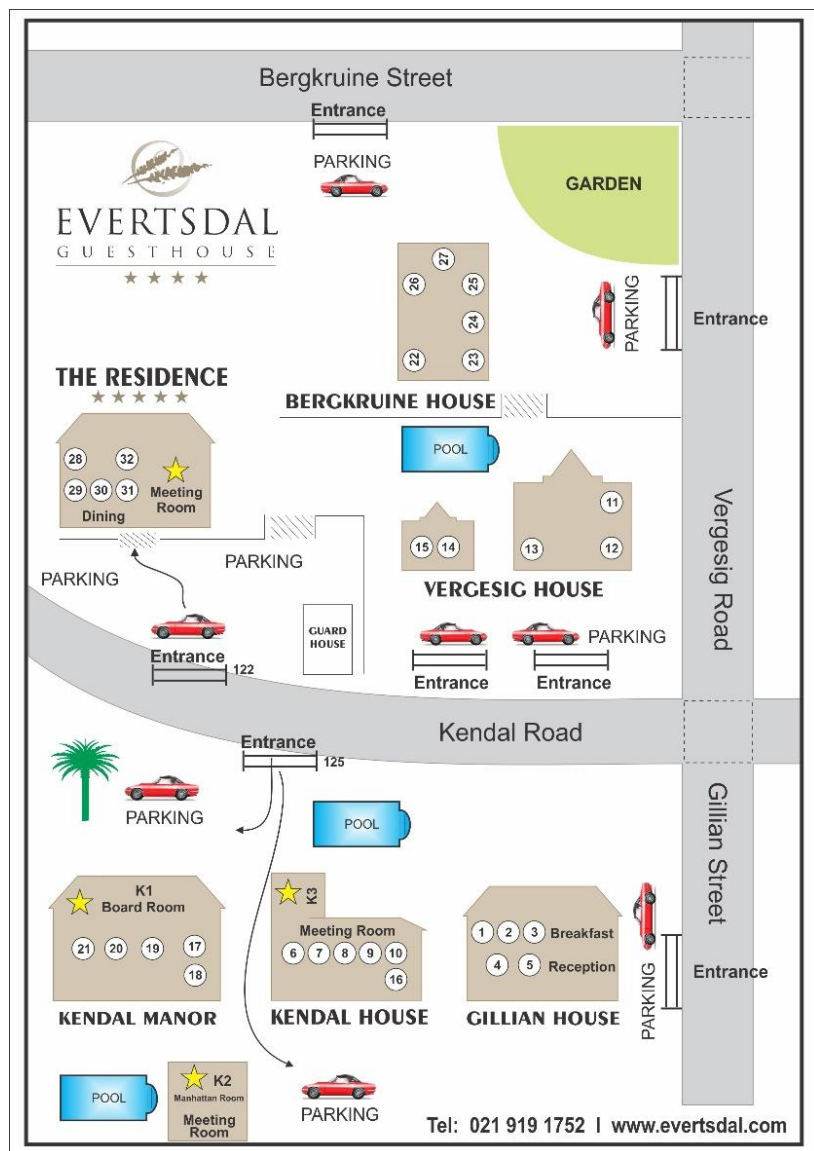 Bergkruine Street
Entrance
PARKING
GARDEN
EVERTSDAL
GUESTHOUSE
27
26
25
24
22
23
PARKING
Entrance
THE RESIDENCE
BERGKRUINE HOUSE
POOL
28
32
29
30
31
Meeting
Room
Dining
11
15
14
13
12
Vergesig Road
PARKING
PARKING
VERGESIG HOUSE
GUARD
HOUSE
PARKING
Entrance
122
Entrance
Entrance
Kendal Road
Entrance
125
PARKING
POOL
Gillian Street
K1
Board Room
21
20
19
17
18
K3
Meeting Room
6
7
8
9
10
16
1
2
3
Breakfast
4
5
Reception
PARKING
Entrance
KENDAL MANOR
KENDAL HOUSE
GILLIAN HOUSE
POOL
K2
Manhattan Room
Meeting
Room
PARKING
Tel: 021 919 1752 I www.evertsdal.com